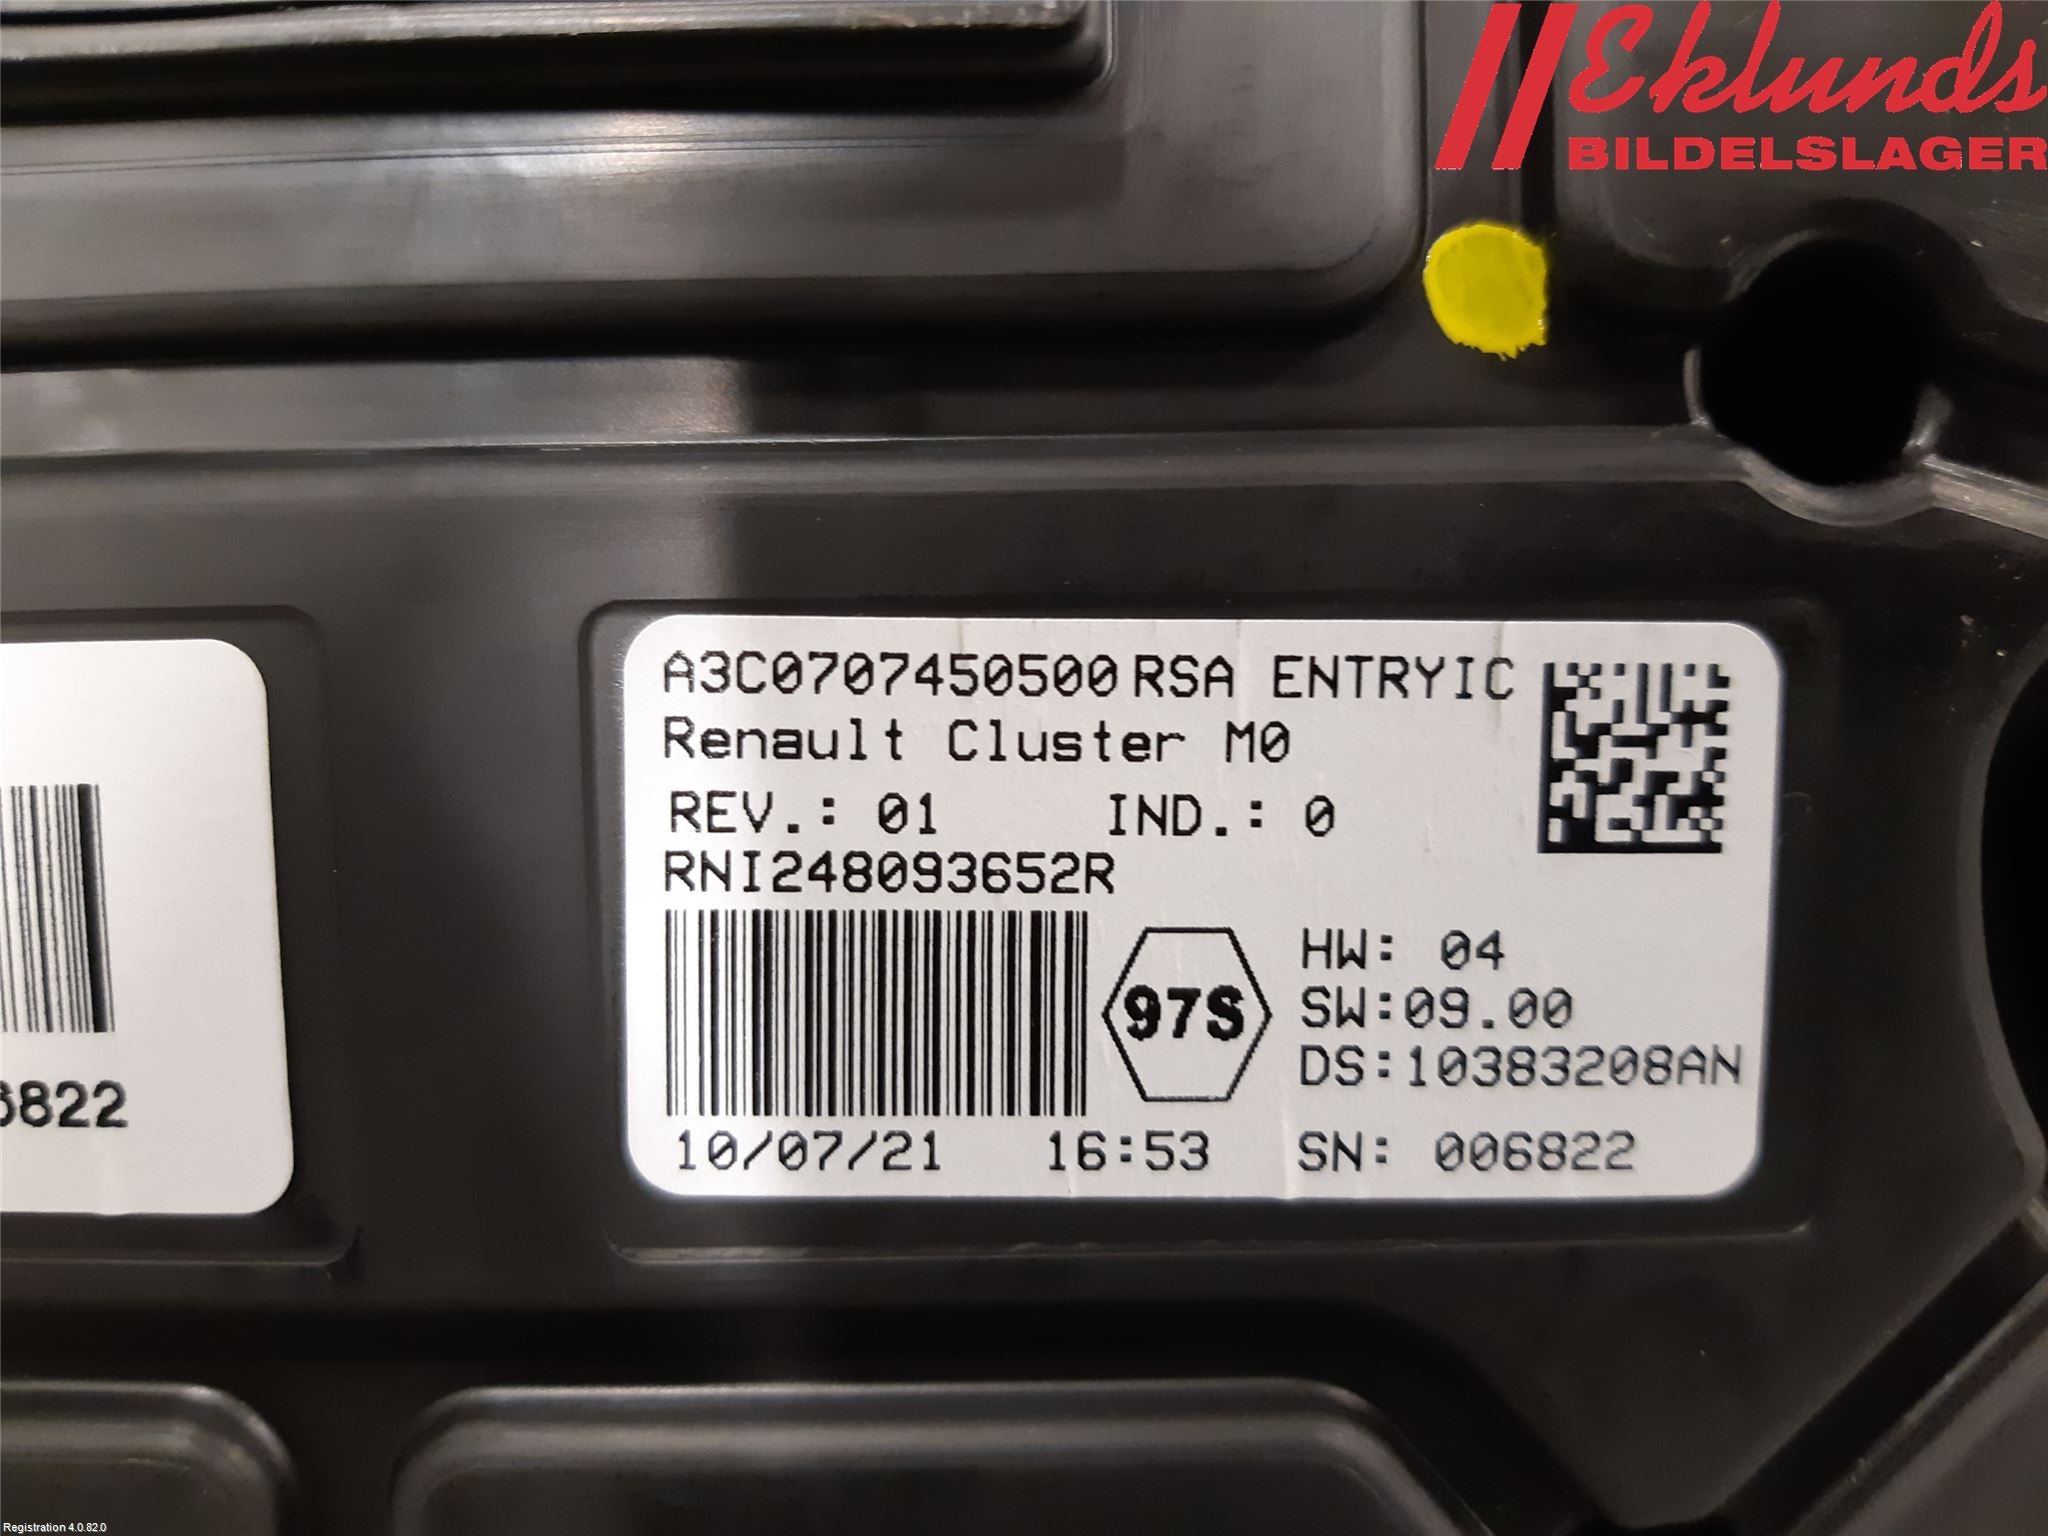 Eklunds
BILDELSLAGER
A3C0707450500 RSA ENTRYIC
Renault Cluster M0
REV.: 01 IND.: 0
RNI248093652R
97S
HW: 04
SW:09.00
DS:10383208AN
10/07/21 16:53 SN: 006822
6822
Registration 4.0.82.0